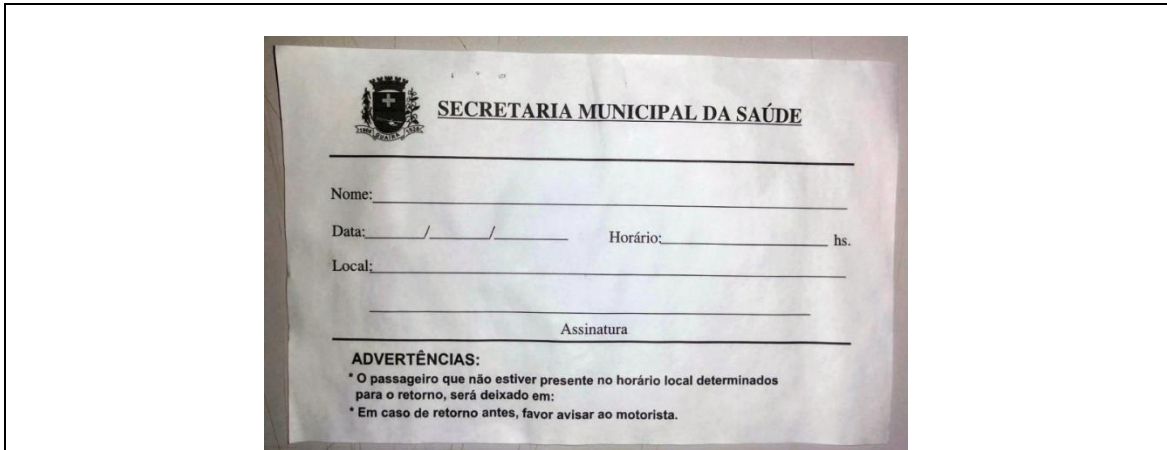 SECRETARIA MUNICIPAL DA SAÚDE
GUAÍRA
Nome:
Data: / / Horário: hs.
Local:
Assinatura
ADVERTÊNCIAS:
* O passageiro que não estiver presente no horário local determinados
para o retorno, será deixado em:
* Em caso de retorno antes, favor avisar ao motorista.